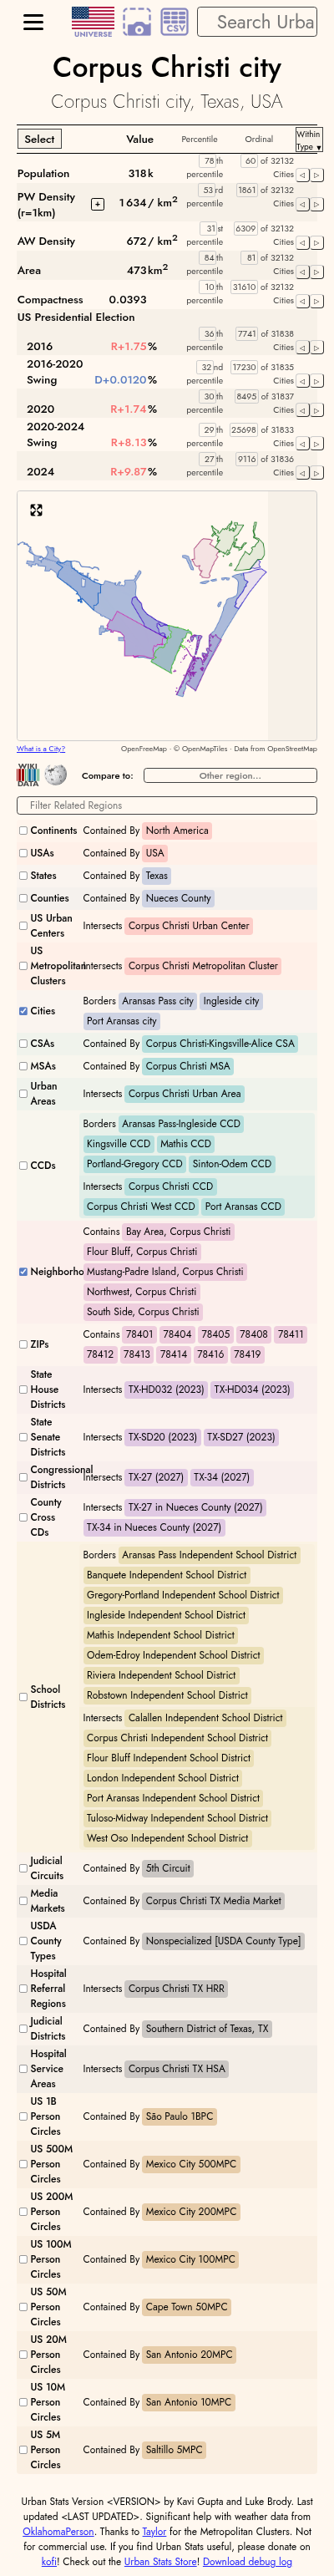 UNIVERSE
CSV
Search Urba
Corpus Christi city
Corpus Christi city, Texas, USA
Select Value Percentile Ordinal Within Type ▼
Population 318k 78th percentile 60 of 32132 Cities
PW Density (r=1km) + 1634/ km2 53rd percentile 1861 of 32132 Cities
AW Density 672/ km2 31st percentile 6309 of 32132 Cities
Area 473km2 84th percentile 81 of 32132 Cities
Compactness 0.0393 10th percentile 31610 of 32132 Cities
US Presidential Election
2016 R+1.75% 36th percentile 7741 of 31838 Cities
2016-2020 Swing D+0.0120% 32nd percentile 17230 of 31835 Cities
2020 R+1.74% 30th percentile 8495 of 31837 Cities
2020-2024 Swing R+8.13% 29th percentile 25698 of 31833 Cities
2024 R+9.87% 27th percentile 9116 of 31836 Cities
What is a City? OpenFreeMap · © OpenMapTiles · Data from OpenStreetMap
WIKI DATA Compare to: Other region...
Filter Related Regions
Continents Contained By North America
USAs Contained By USA
States Contained By Texas
Counties Contained By Nueces County
US Urban Centers Intersects Corpus Christi Urban Center
US Metropolitan Clusters Intersects Corpus Christi Metropolitan Cluster
Cities Borders Aransas Pass city Ingleside city
Port Aransas city
CSAs Contained By Corpus Christi-Kingsville-Alice CSA
MSAs Contained By Corpus Christi MSA
Urban Areas Intersects Corpus Christi Urban Area
CCDs Borders Aransas Pass-Ingleside CCD
Kingsville CCD Mathis CCD
Portland-Gregory CCD Sinton-Odem CCD
Intersects Corpus Christi CCD
Corpus Christi West CCD Port Aransas CCD
Neighborho Contains Bay Area, Corpus Christi
Flour Bluff, Corpus Christi
Mustang-Padre Island, Corpus Christi
Northwest, Corpus Christi
South Side, Corpus Christi
ZIPs Contains 78401 78404 78405 78408 78411
78412 78413 78414 78416 78419
State House Districts Intersects TX-HD032 (2023) TX-HD034 (2023)
State Senate Districts Intersects TX-SD20 (2023) TX-SD27 (2023)
Congressional Districts Intersects TX-27 (2027) TX-34 (2027)
County Cross CDs Intersects TX-27 in Nueces County (2027)
TX-34 in Nueces County (2027)
School Districts Borders Aransas Pass Independent School District
Banquete Independent School District
Gregory-Portland Independent School District
Ingleside Independent School District
Mathis Independent School District
Odem-Edroy Independent School District
Riviera Independent School District
Robstown Independent School District
Intersects Calallen Independent School District
Corpus Christi Independent School District
Flour Bluff Independent School District
London Independent School District
Port Aransas Independent School District
Tuloso-Midway Independent School District
West Oso Independent School District
Judicial Circuits Contained By 5th Circuit
Media Markets Contained By Corpus Christi TX Media Market
USDA County Types Contained By Nonspecialized [USDA County Type]
Hospital Referral Regions Intersects Corpus Christi TX HRR
Judicial Districts Contained By Southern District of Texas, TX
Hospital Service Areas Intersects Corpus Christi TX HSA
US 1B Person Circles Contained By São Paulo 1BPC
US 500M Person Circles Contained By Mexico City 500MPC
US 200M Person Circles Contained By Mexico City 200MPC
US 100M Person Circles Contained By Mexico City 100MPC
US 50M Person Circles Contained By Cape Town 50MPC
US 20M Person Circles Contained By San Antonio 20MPC
US 10M Person Circles Contained By San Antonio 10MPC
US 5M Person Circles Contained By Saltillo 5MPC
Urban Stats Version <VERSION> by Kavi Gupta and Luke Brody. Last
updated <LAST UPDATED>. Significant help with weather data from
OklahomaPerson. Thanks to Taylor for the Metropolitan Clusters. Not
for commercial use. If you find Urban Stats useful, please donate on
kofi! Check out the Urban Stats Store! Download debug log